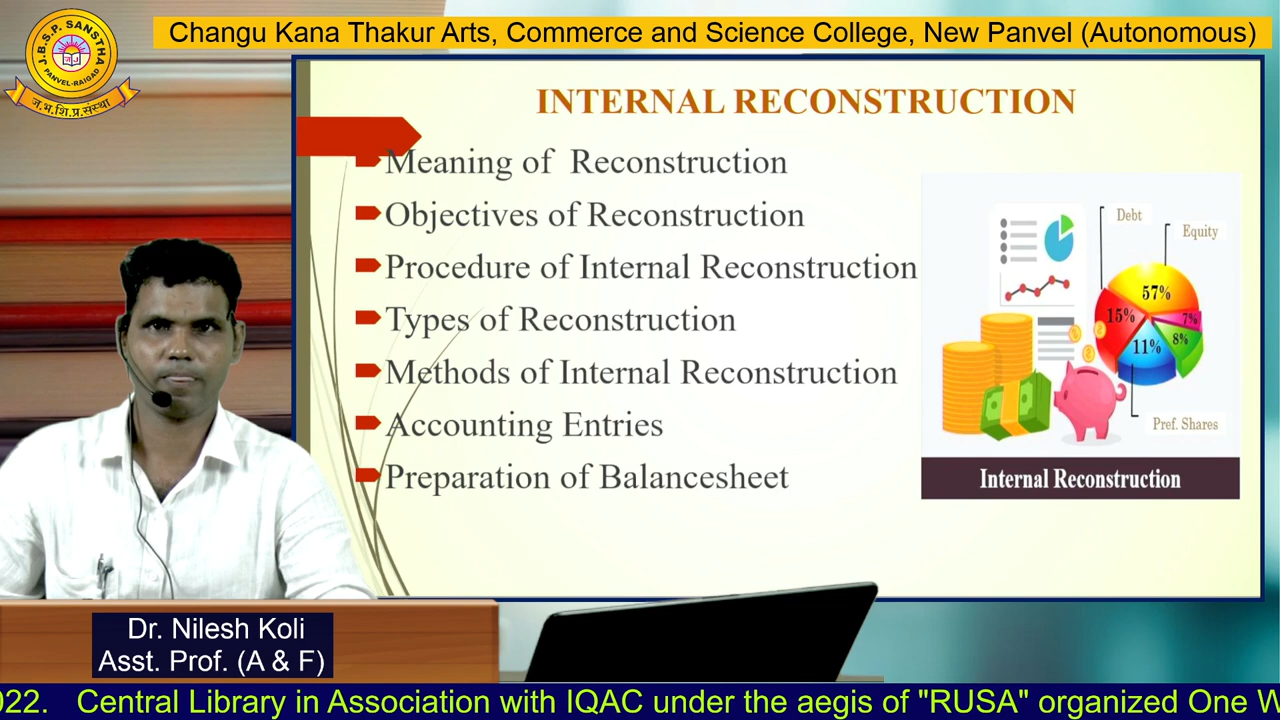 Changu Kana Thakur Arts, Commerce and Science College, New Panvel (Autonomous)
J.B.S.P. SANSTHA
PANVEL-RAIGAD
ज.भ.शि.प्र.संस्था
INTERNAL RECONSTRUCTION
Meaning of Reconstruction
Objectives of Reconstruction
Procedure of Internal Reconstruction
Types of Reconstruction
Methods of Internal Reconstruction
Accounting Entries
Preparation of Balancesheet
Debt
Equity
57%
15%
7%
8%
11%
Pref. Shares
Internal Reconstruction
Dr. Nilesh Koli
Asst. Prof. (A & F)
022. Central Library in Association with IQAC under the aegis of "RUSA" organized One W